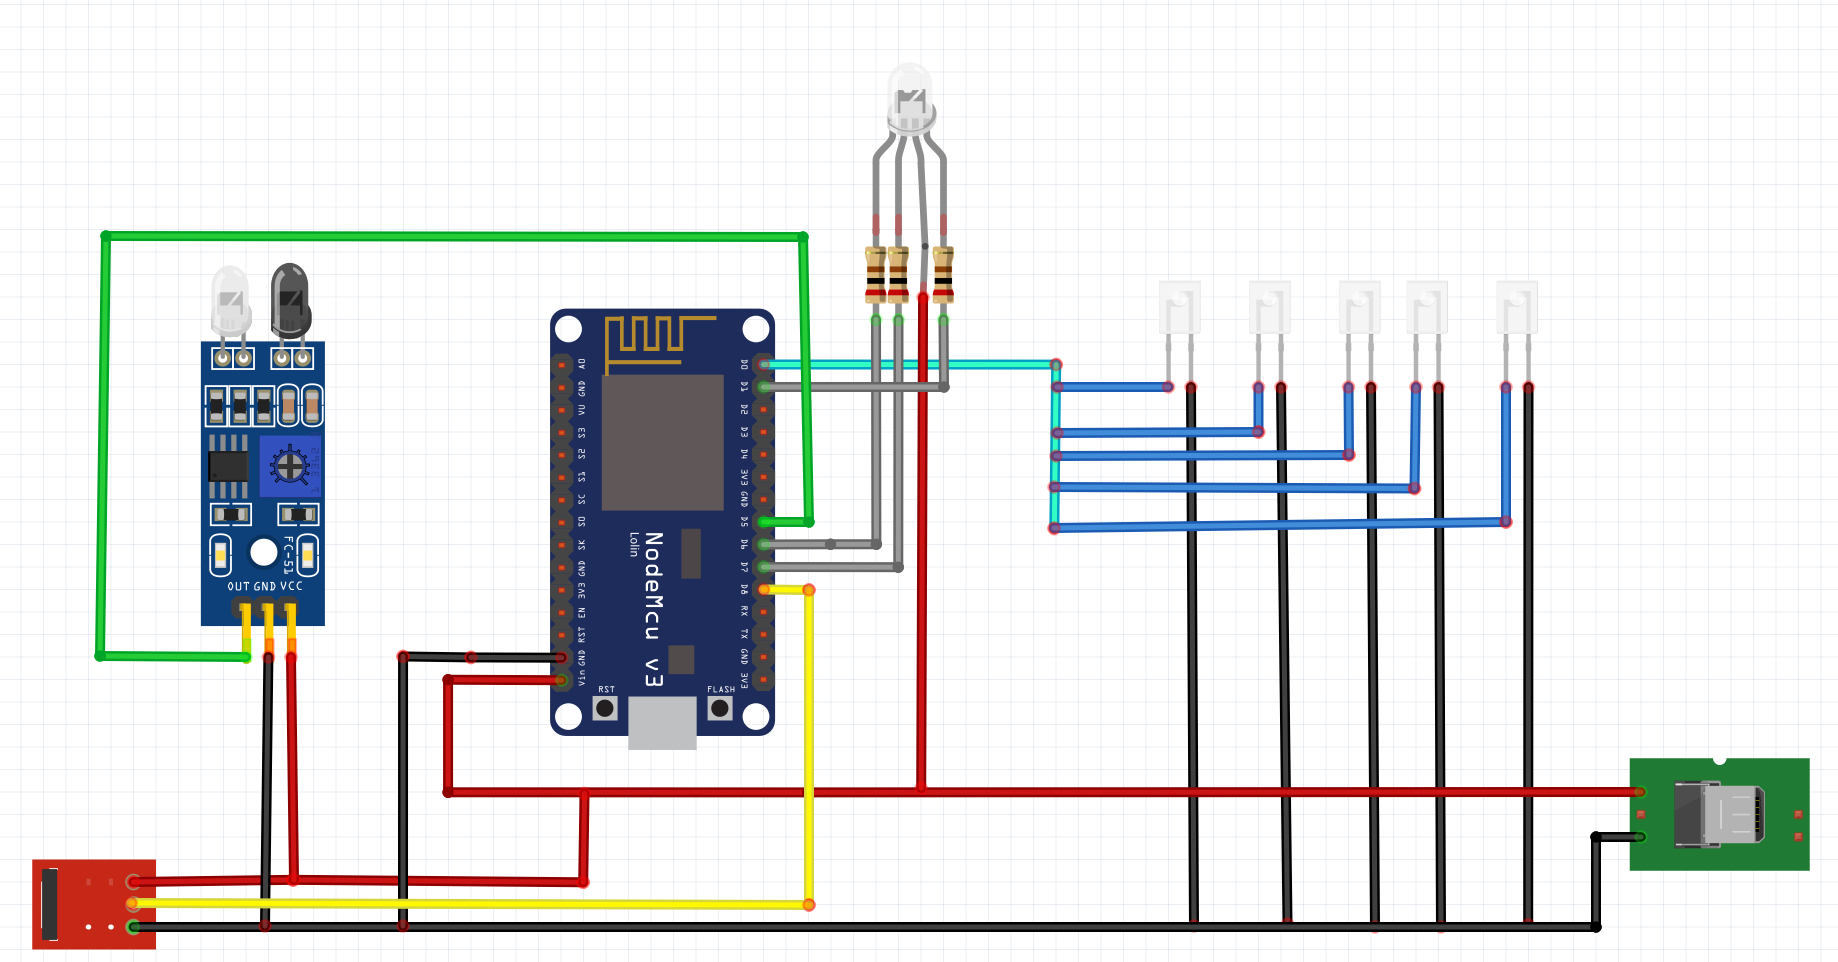 OUT GND VCC
FC-51
A0
GND
VU
S3
S2
S1
SC
S0
SK
GND
3V3
EN
RST
GND
Vin
D0
D1
D2
D3
D4
3V3
GND
D5
D6
D7
D8
RX
TX
GND
3V3
NodeMcu v3
Lolin
RST
FLASH